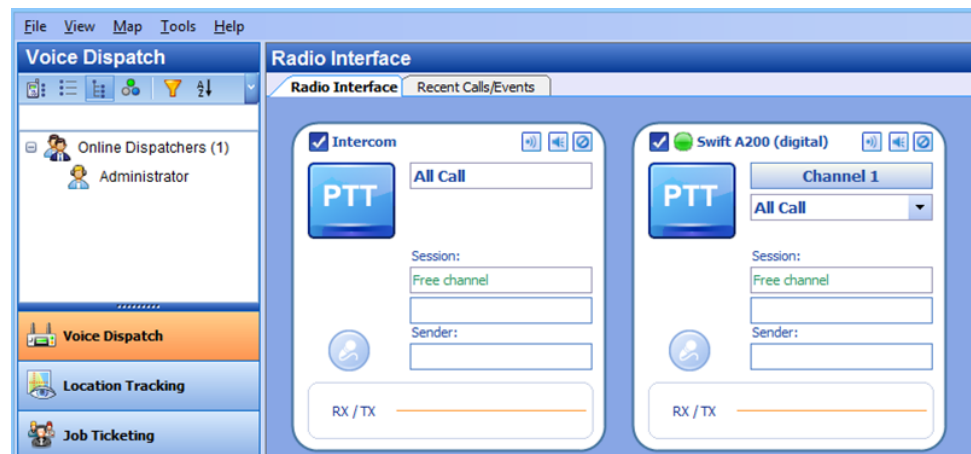 File View Map Tools Help
Voice Dispatch
Online Dispatchers (1)
Administrator
Voice Dispatch
Location Tracking
Job Ticketing
Radio Interface
Radio Interface Recent Calls/Events
Intercom
PTT
All Call
Session:
Free channel
Sender:
RX / TX
Swift A200 (digital)
PTT
Channel 1
All Call
Session:
Free channel
Sender:
RX / TX